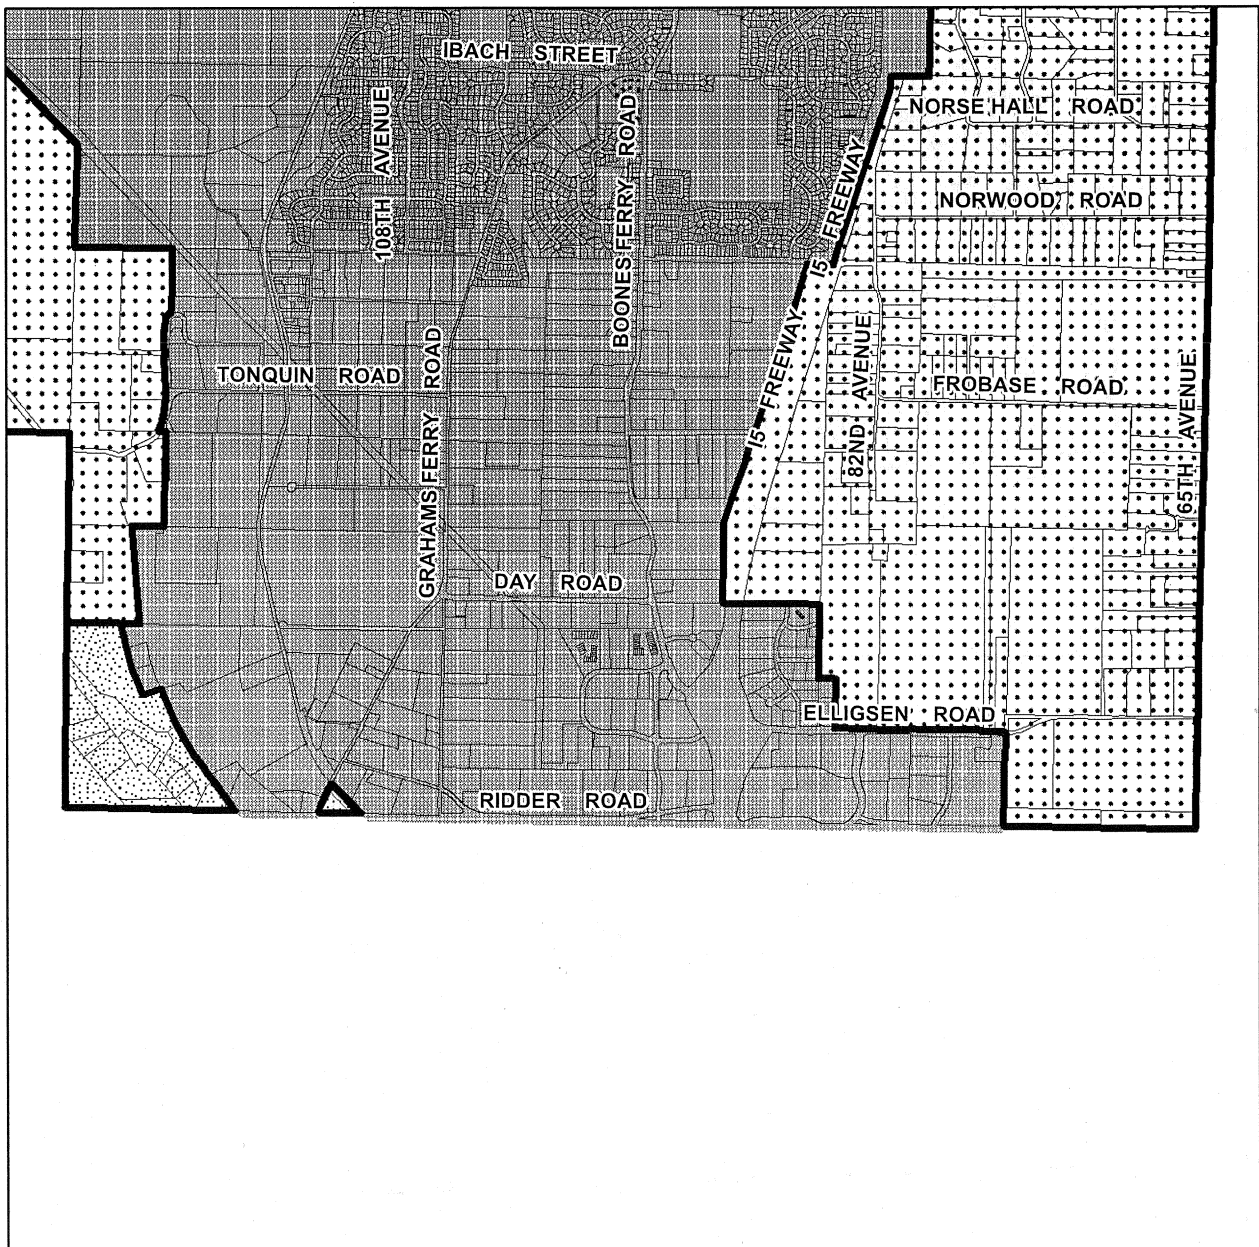 IBACH STREET
108TH AVENUE
BOONES FERRY ROAD
NORSE HALL ROAD
NORWOOD ROAD
I5 FREEWAY
I5 FREEWAY
82ND AVENUE
FROBASE ROAD
65TH AVENUE
TONQUIN ROAD
GRAHAMS FERRY ROAD
DAY ROAD
ELLIGSEN ROAD
RIDDER ROAD